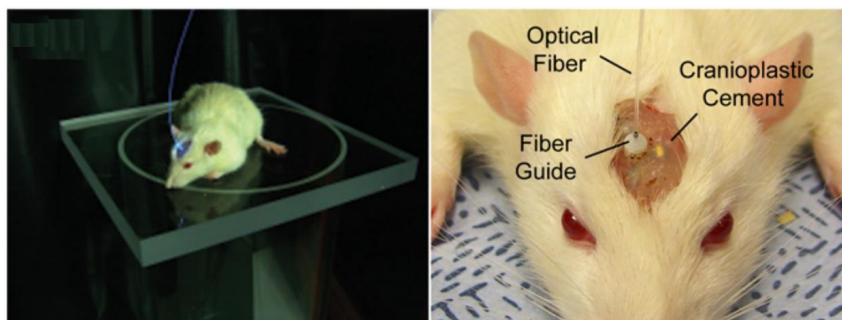 Optical
Fiber
Cranioplastic
Cement
Fiber
Guide